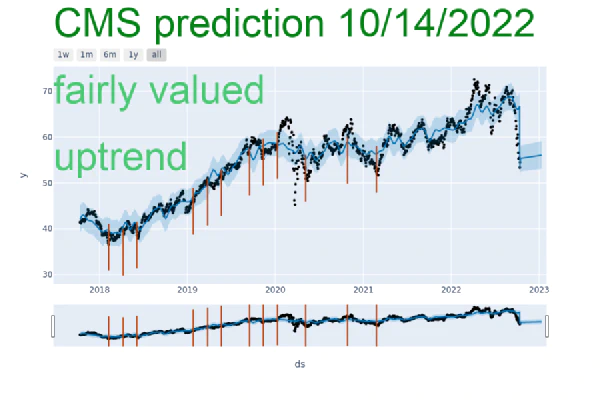 CMS prediction 10/14/2022
1w 1m 6m 1y all
fairly valued
uptrend
70
60
50
40
30
y
2018 2019 2020 2021 2022 2023
ds